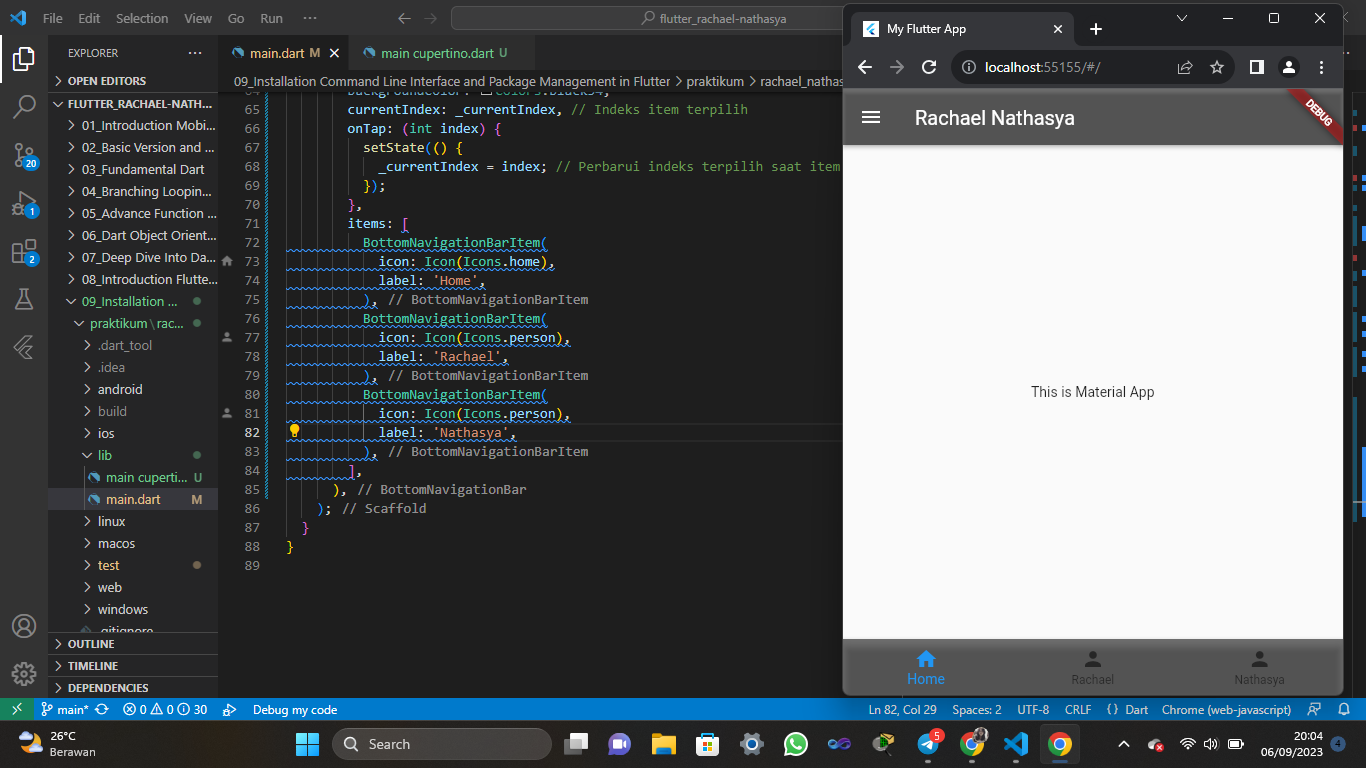 File Edit Selection View Go Run ···
flutter_rachael-nathasya
EXPLORER ···
OPEN EDITORS
FLUTTER_RACHAEL-NATH...
01_Introduction Mobi...
02_Basic Version and ...
03_Fundamental Dart
04_Branching Loopin...
05_Advance Function ...
06_Dart Object Orient...
07_Deep Dive Into Da...
08_Introduction Flutte...
09_Installation ...
praktikum\rac...
.dart_tool
.idea
android
build
ios
lib
main cuperti... U
main.dart M
linux
macos
test
web
windows
.gitignore
OUTLINE
TIMELINE
DEPENDENCIES
20
1
2
main.dart M
main cupertino.dart U
09_Installation Command Line Interface and Package Management in Flutter > praktikum > rachael_nathas
64 backgroundColor: Colors.black54,
65 currentIndex: _currentIndex, // Indeks item terpilih
66 onTap: (int index) {
67 setState(() {
68 _currentIndex = index; // Perbarui indeks terpilih saat item
69 });
70 },
71 items: [
72 BottomNavigationBarItem(
73 icon: Icon(Icons.home),
74 label: 'Home',
75 ), // BottomNavigationBarItem
76 BottomNavigationBarItem(
77 icon: Icon(Icons.person),
78 label: 'Rachael',
79 ), // BottomNavigationBarItem
80 BottomNavigationBarItem(
81 icon: Icon(Icons.person),
82 label: 'Nathasya',
83 ), // BottomNavigationBarItem
84 ],
85 ), // BottomNavigationBar
86 ); // Scaffold
87 }
88 }
89
My Flutter App
localhost:55155/#/
Rachael Nathasya
DEBUG
This is Material App
Home
Rachael
Nathasya
main* 0 0 30 Debug my code
Ln 82, Col 29 Spaces: 2 UTF-8 CRLF {} Dart Chrome (web-javascript)
26°C
Berawan
Search
5
20:04
06/09/2023
4